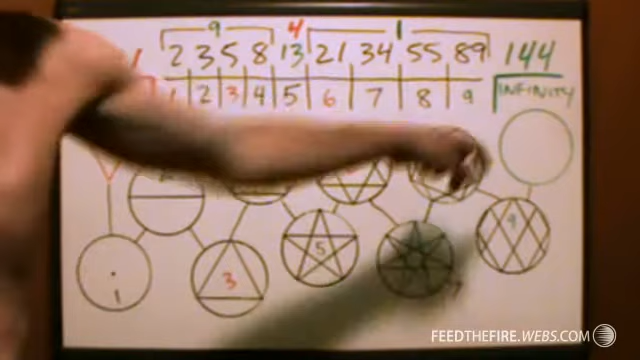 9 4 1
2 3 5 8 13 21 34 55 89 144
1 2 3 4 5 6 7 8 9 INFINITY
9
5
3
1
FEEDTHEFIRE.WEBS.COM